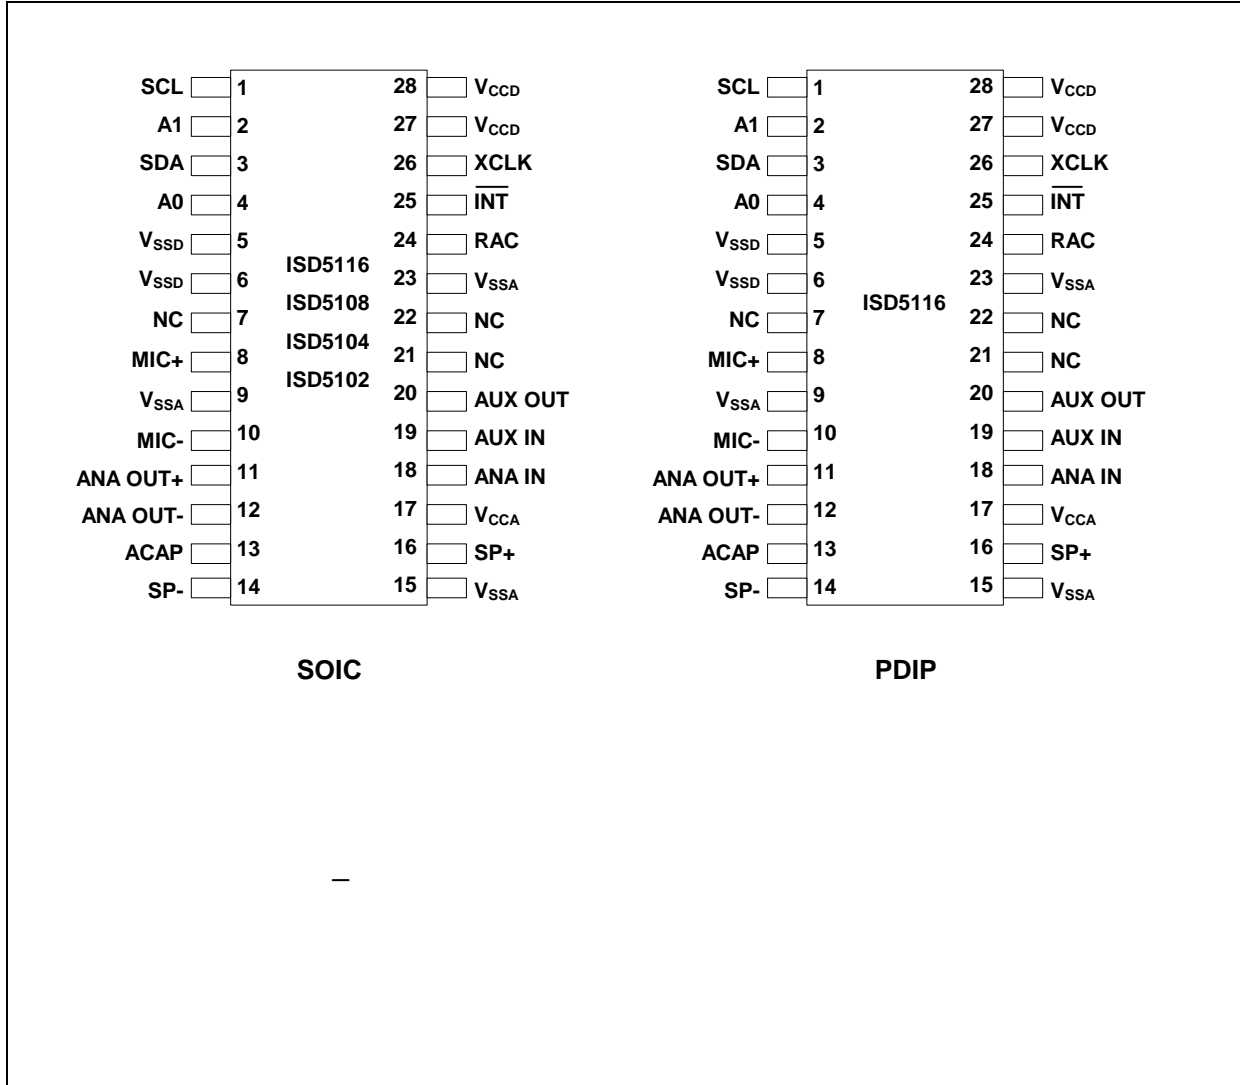 SCL 1 28 VCCD
A1 2 27 VCCD
SDA 3 26 XCLK
A0 4 25 INT
VSSD 5 24 RAC
VSSD 6 23 VSSA
NC 7 22 NC
MIC+ 8 21 NC
VSSA 9 20 AUX OUT
MIC- 10 19 AUX IN
ANA OUT+ 11 18 ANA IN
ANA OUT- 12 17 VCCA
ACAP 13 16 SP+
SP- 14 15 VSSA
ISD5116
ISD5108
ISD5104
ISD5102
SOIC
SCL 1 28 VCCD
A1 2 27 VCCD
SDA 3 26 XCLK
A0 4 25 INT
VSSD 5 24 RAC
VSSD 6 23 VSSA
NC 7 22 NC
MIC+ 8 21 NC
VSSA 9 20 AUX OUT
MIC- 10 19 AUX IN
ANA OUT+ 11 18 ANA IN
ANA OUT- 12 17 VCCA
ACAP 13 16 SP+
SP- 14 15 VSSA
ISD5116
PDIP